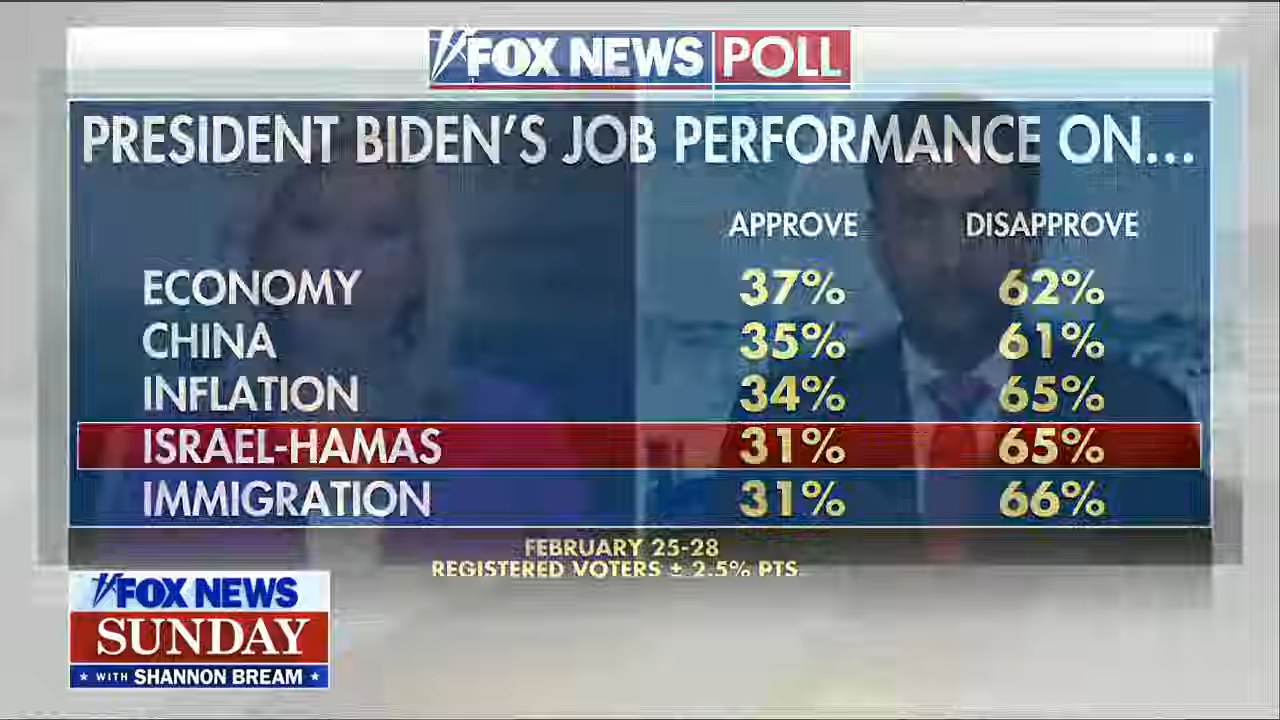 FOX NEWS POLL
PRESIDENT BIDEN'S JOB PERFORMANCE ON...
APPROVE DISAPPROVE
ECONOMY 37% 62%
CHINA 35% 61%
INFLATION 34% 65%
ISRAEL-HAMAS 31% 65%
IMMIGRATION 31% 66%
FEBRUARY 25-28
REGISTERED VOTERS ± 2.5% PTS
FOX NEWS
SUNDAY
WITH SHANNON BREAM